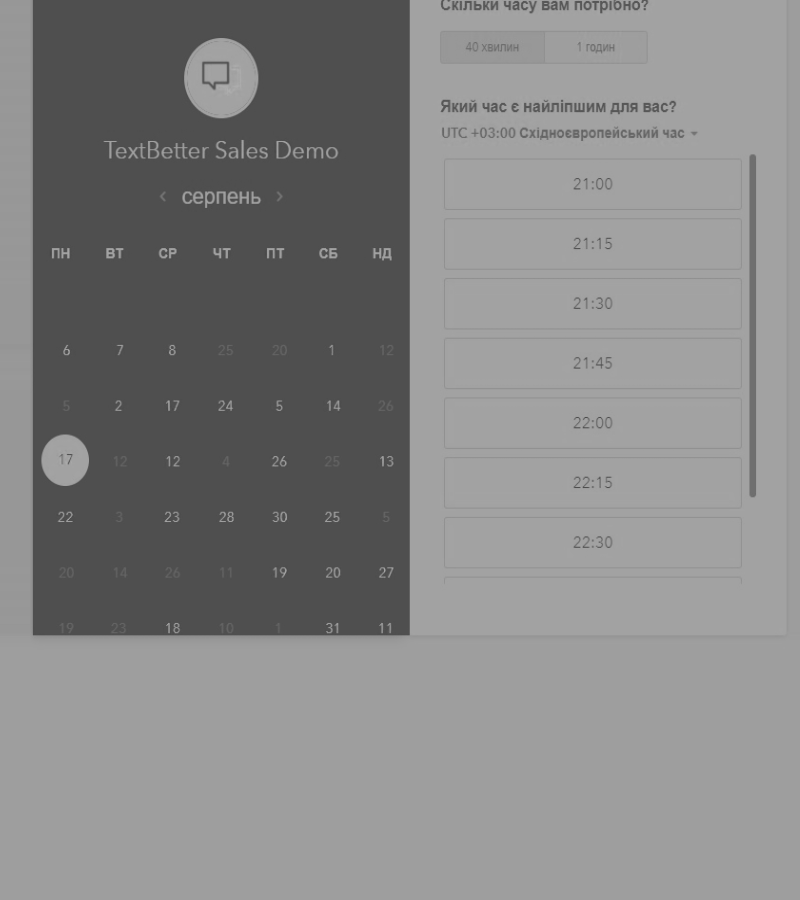 TextBetter Sales Demo
серпень
ПН ВТ СР ЧТ ПТ СБ НД
6 7 8 25 20 1 12
5 2 17 24 5 14 26
17 12 12 4 26 25 13
22 3 23 28 30 25 5
20 14 26 11 19 20 27
19 23 18 10 1 31 11
Скільки часу вам потрібно?
40 хвилин 1 годин
Який час є найліпшим для вас?
UTC +03:00 Східноєвропейський час
21:00
21:15
21:30
21:45
22:00
22:15
22:30